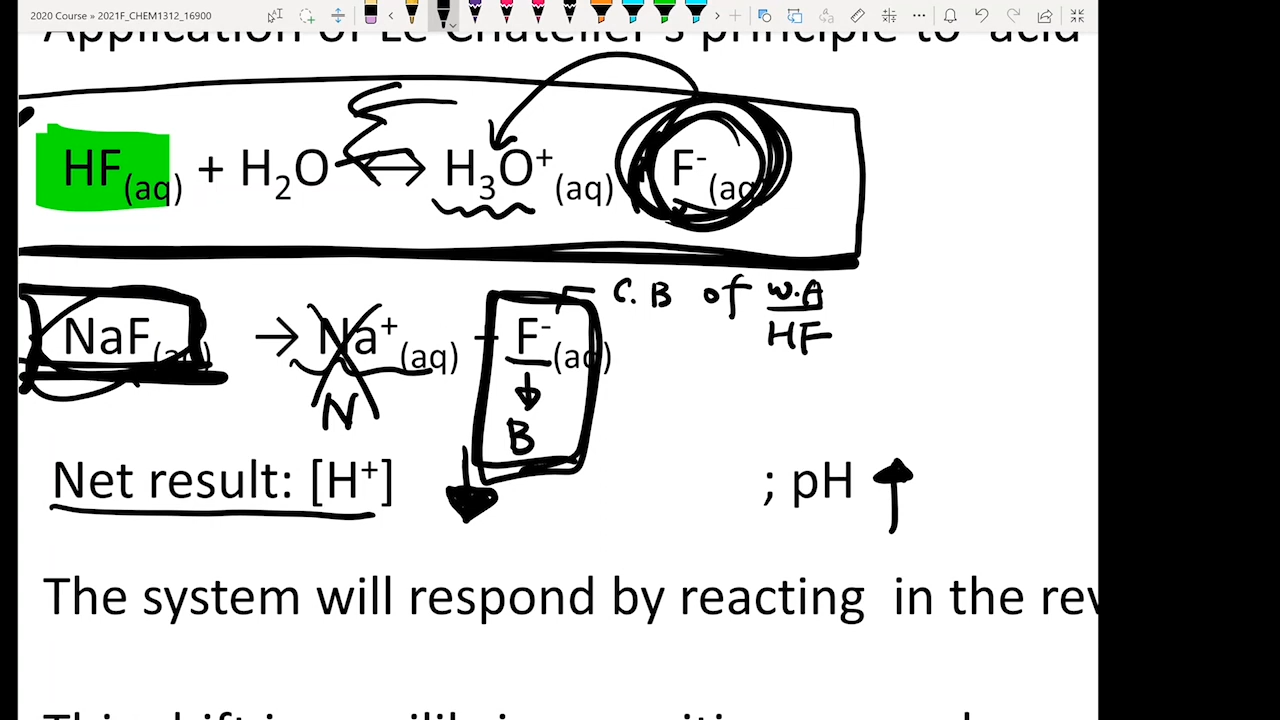 2020 Course » 2021F_CHEM1312_16900
Application of Le Chatelier's principle to acid
HF(aq) + H₂O ⇔ H₃O⁺(aq) F⁻(aq)
C.B of W.A
HF
NaF(aq) → Na⁺(aq) + F⁻(aq)
N
B
Net result: [H⁺] ; pH
The system will respond by reacting in the rev